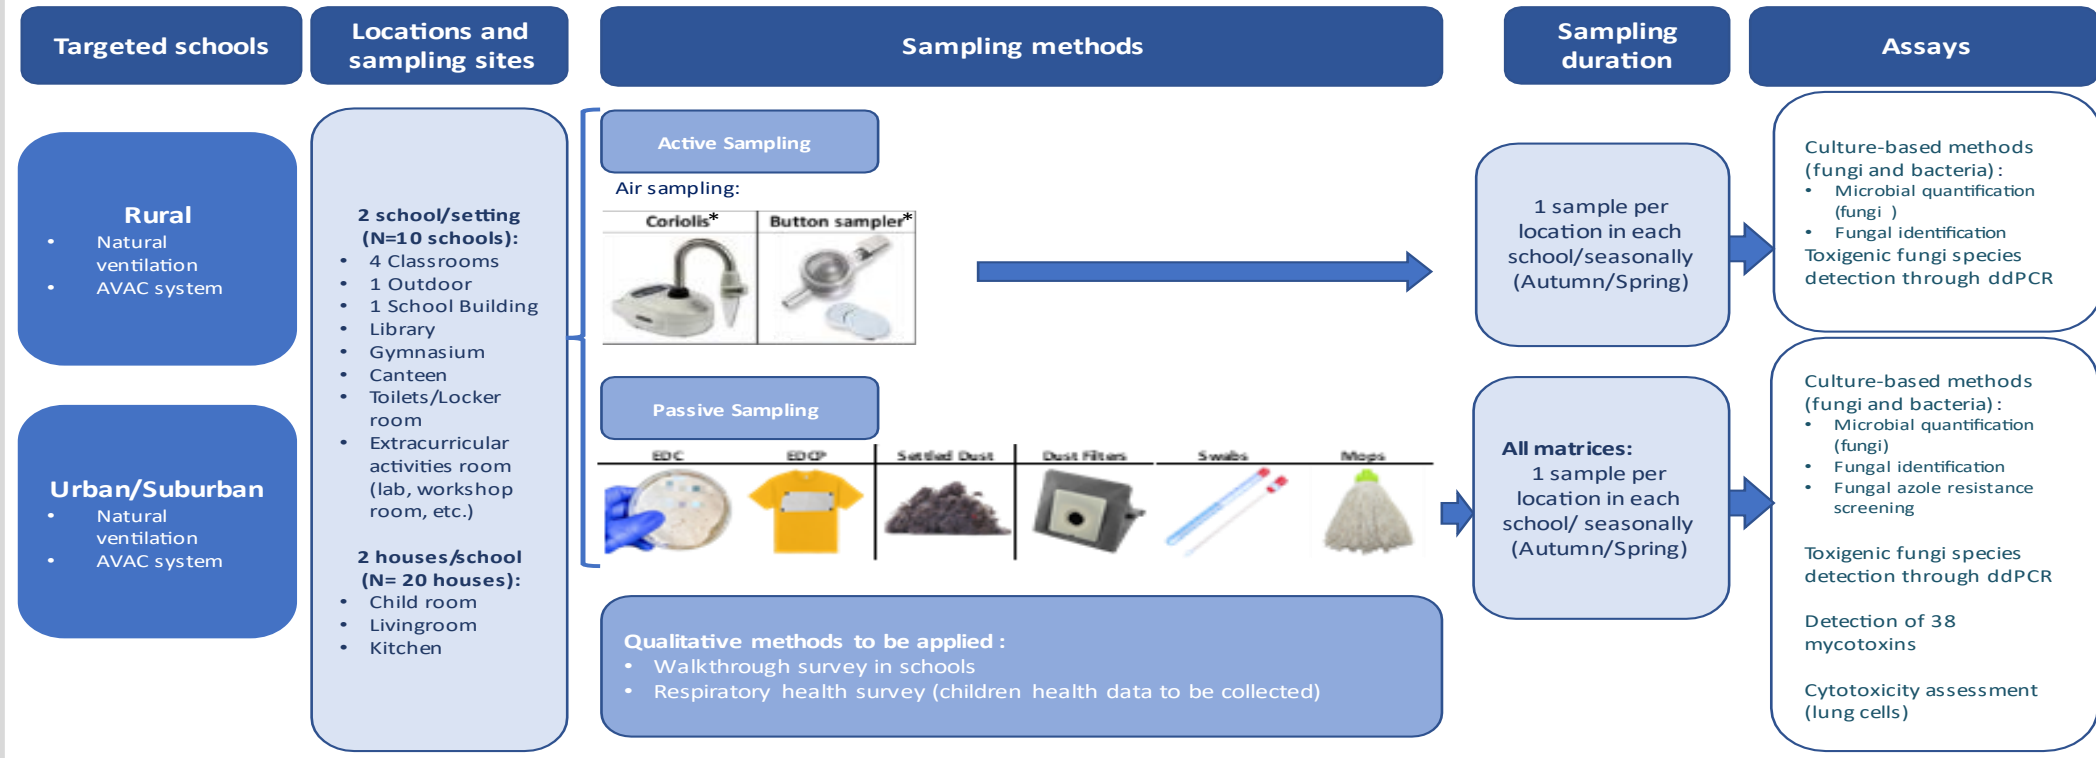 Targeted schools
Locations and
sampling sites
Sampling methods
Sampling
duration
Assays
Rural
• Natural
ventilation
• AVAC system
Urban/Suburban
• Natural
ventilation
• AVAC system
2 school/setting
(N=10 schools):
• 4 Classrooms
• 1 Outdoor
• 1 School Building
• Library
• Gymnasium
• Canteen
• Toilets/Locker
room
• Extracurricular
activities room
(lab, workshop
room, etc.)
2 houses/school
(N= 20 houses):
• Child room
• Livingroom
• Kitchen
Active Sampling
Air sampling:
Coriolis*
Button sampler*
Passive Sampling
EDC
EDCP
Settled Dust
Dust Filters
Swabs
Mops
Qualitative methods to be applied :
• Walkthrough survey in schools
• Respiratory health survey (children health data to be collected)
1 sample per
location in each
school/seasonally
(Autumn/Spring)
All matrices:
1 sample per
location in each
school/ seasonally
(Autumn/Spring)
Culture-based methods
(fungi and bacteria) :
• Microbial quantification
(fungi )
• Fungal identification
Toxigenic fungi species
detection through ddPCR
Culture-based methods
(fungi and bacteria) :
• Microbial quantification
(fungi)
• Fungal identification
• Fungal azole resistance
screening
Toxigenic fungi species
detection through ddPCR
Detection of 38
mycotoxins
Cytotoxicity assessment
(lung cells)